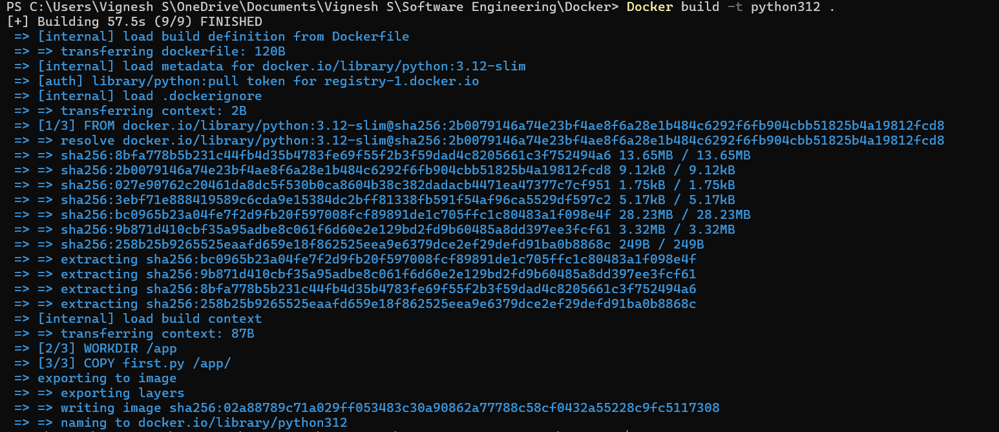 PS C:\Users\Vignesh S\OneDrive\Documents\Vignesh S\Software Engineering\Docker> Docker build -t python312 .
[+] Building 57.5s (9/9) FINISHED
=> [internal] load build definition from Dockerfile
=> => transferring dockerfile: 120B
=> [internal] load metadata for docker.io/library/python:3.12-slim
=> [auth] library/python:pull token for registry-1.docker.io
=> [internal] load .dockerignore
=> => transferring context: 2B
=> [1/3] FROM docker.io/library/python:3.12-slim@sha256:2b0079146a74e23bf4ae8f6a28e1b484c6292f6fb904cbb51825b4a19812fcd8
=> => resolve docker.io/library/python:3.12-slim@sha256:2b0079146a74e23bf4ae8f6a28e1b484c6292f6fb904cbb51825b4a19812fcd8
=> => sha256:8bfa778b5b231c44fb4d35b4783fe69f55f2b3f59dad4c8205661c3f752494a6 13.65MB / 13.65MB
=> => sha256:2b0079146a74e23bf4ae8f6a28e1b484c6292f6fb904cbb51825b4a19812fcd8 9.12kB / 9.12kB
=> => sha256:027e90762c20461da8dc5f530b0ca8604b38c382dadacb4471ea47377c7cf951 1.75kB / 1.75kB
=> => sha256:3ebf71e888419589c6cda9e15384dc2bff81338fb591f54af96ca5529df597c2 5.17kB / 5.17kB
=> => sha256:bc0965b23a04fe7f2d9fb20f597008fcf89891de1c705ffc1c80483a1f098e4f 28.23MB / 28.23MB
=> => sha256:9b871d410cbf35a95adbe8c061f6d60e2e129bd2fd9b60485a8dd397ee3fcf61 3.32MB / 3.32MB
=> => sha256:258b25b9265525eaafd659e18f862525eea9e6379dce2ef29defd91ba0b8868c 249B / 249B
=> => extracting sha256:bc0965b23a04fe7f2d9fb20f597008fcf89891de1c705ffc1c80483a1f098e4f
=> => extracting sha256:9b871d410cbf35a95adbe8c061f6d60e2e129bd2fd9b60485a8dd397ee3fcf61
=> => extracting sha256:8bfa778b5b231c44fb4d35b4783fe69f55f2b3f59dad4c8205661c3f752494a6
=> => extracting sha256:258b25b9265525eaafd659e18f862525eea9e6379dce2ef29defd91ba0b8868c
=> [internal] load build context
=> => transferring context: 87B
=> [2/3] WORKDIR /app
=> [3/3] COPY first.py /app/
=> exporting to image
=> => exporting layers
=> => writing image sha256:02a88789c71a029ff053483c30a90862a77788c58cf0432a55228c9fc5117308
=> => naming to docker.io/library/python312